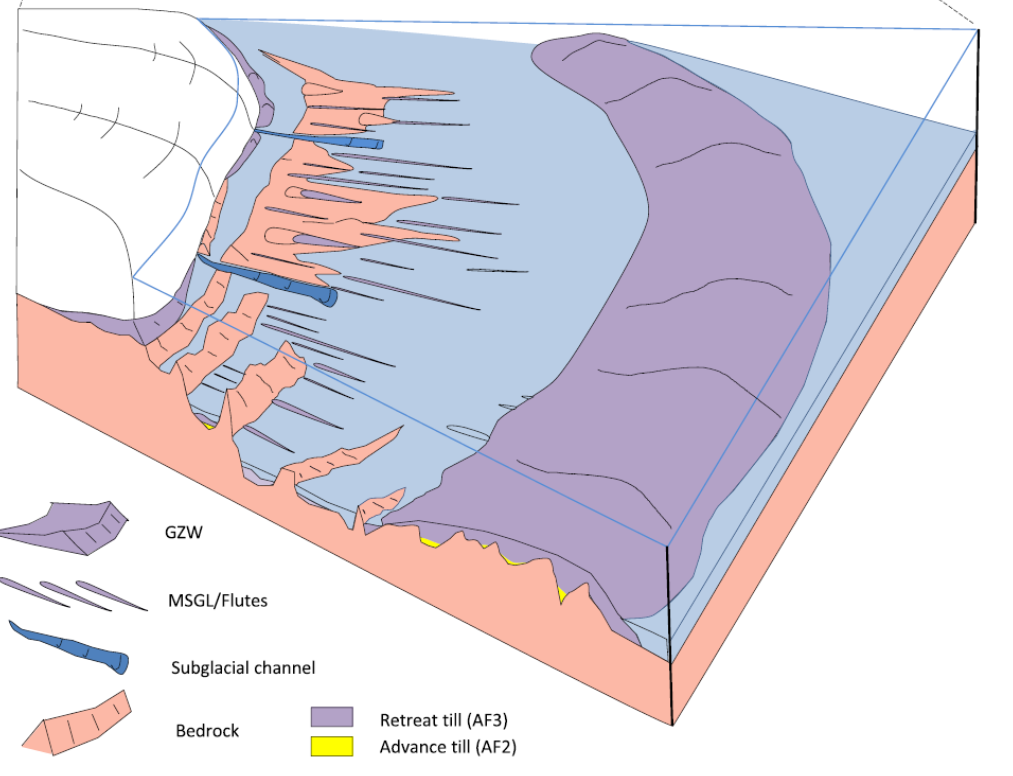 GZW
MSGL/Flutes
Subglacial channel
Bedrock
Retreat till (AF3)
Advance till (AF2)